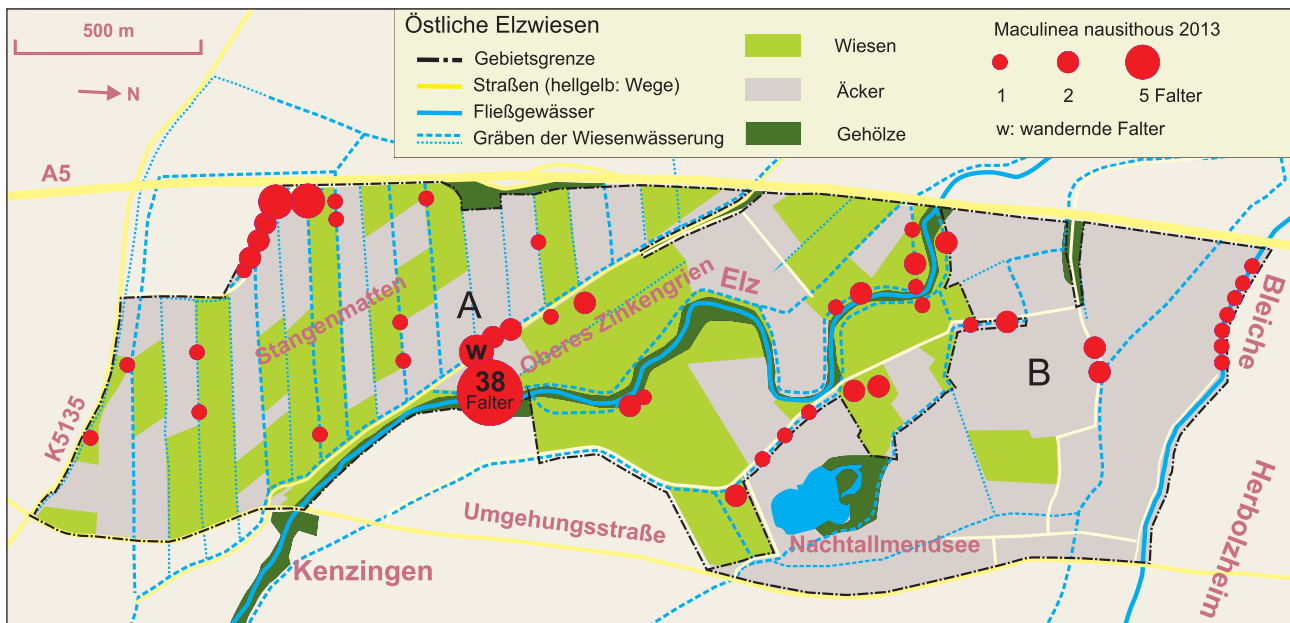 500 m
N
Östliche Elzwiesen
Gebietsgrenze
Straßen (hellgelb: Wege)
Fließgewässer
Gräben der Wiesenwässerung
Wiesen
Äcker
Gehölze
Maculinea nausithous 2013
1 2 5 Falter
w: wandernde Falter
A5
Stangenmatten
A
Oberes Zinkengrien
Elz
w
38
Falter
B
Bleiche
K5135
Umgehungsstraße
Nachtallmendsee
Kenzingen
Herbolzheim